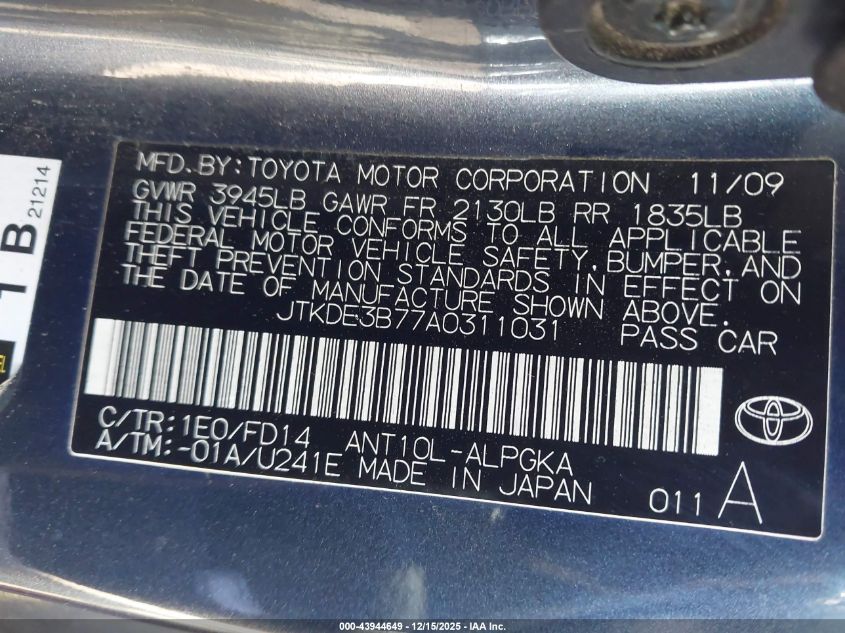 MFD.BY:TOYOTA MOTOR CORPORATION 11/09
GVWR 3945LB GAWR FR 2130LB RR 1835LB
THIS VEHICLE CONFORMS TO ALL APPLICABLE
FEDERAL MOTOR VEHICLE SAFETY,BUMPER,AND
THEFT PREVENTION STANDARDS IN EFFECT ON
THE DATE OF MANUFACTURE SHOWN ABOVE.
JTKDE3B77A0311031 PASS CAR
C/TR:1E0/FD14 ANT10L-ALPGKA
A/TM:-01A/U241E MADE IN JAPAN
011 A
1 B
21214
000-43944649 | 12/15/2025 - IAA Inc.